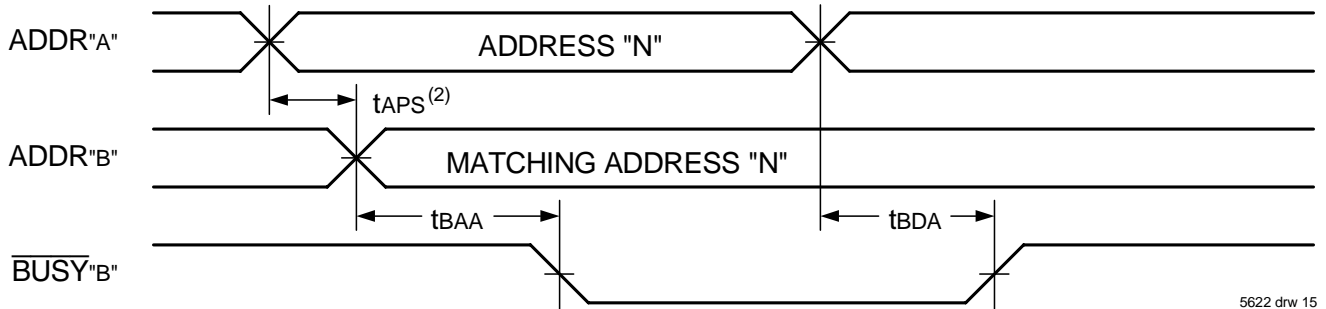 ADDR"A"
ADDRESS "N"
tAPS(2)
ADDR"B"
MATCHING ADDRESS "N"
tBAA
tBDA
BUSY"B"
5622 drw 15